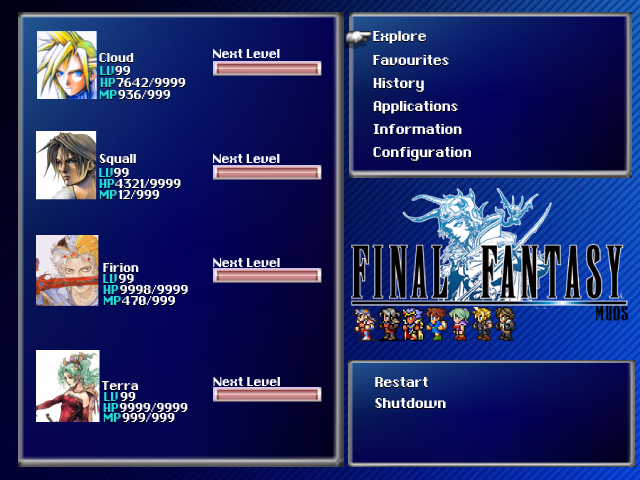 Cloud
LV99
HP7642/9999
MP936/999
Next Level
Squall
LV99
HP4321/9999
MP12/999
Next Level
Firion
LV99
HP9998/9999
MP470/999
Next Level
Terra
LV99
HP9999/9999
MP999/999
Next Level
Explore
Favourites
History
Applications
Information
Configuration
FINAL FANTASY
MUOS
Restart
Shutdown